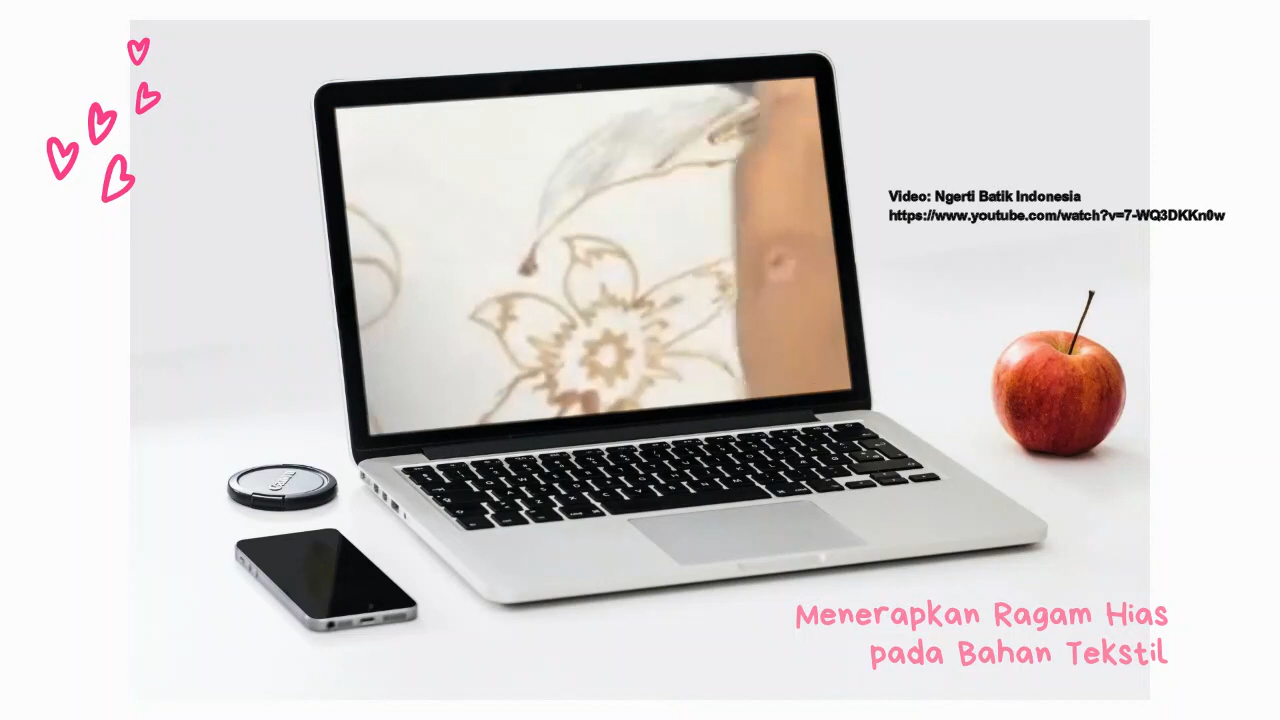 Video: Ngerti Batik Indonesia
https://www.youtube.com/watch?v=7-WQ3DKKn0w
Menerapkan Ragam Hias
pada Bahan Tekstil